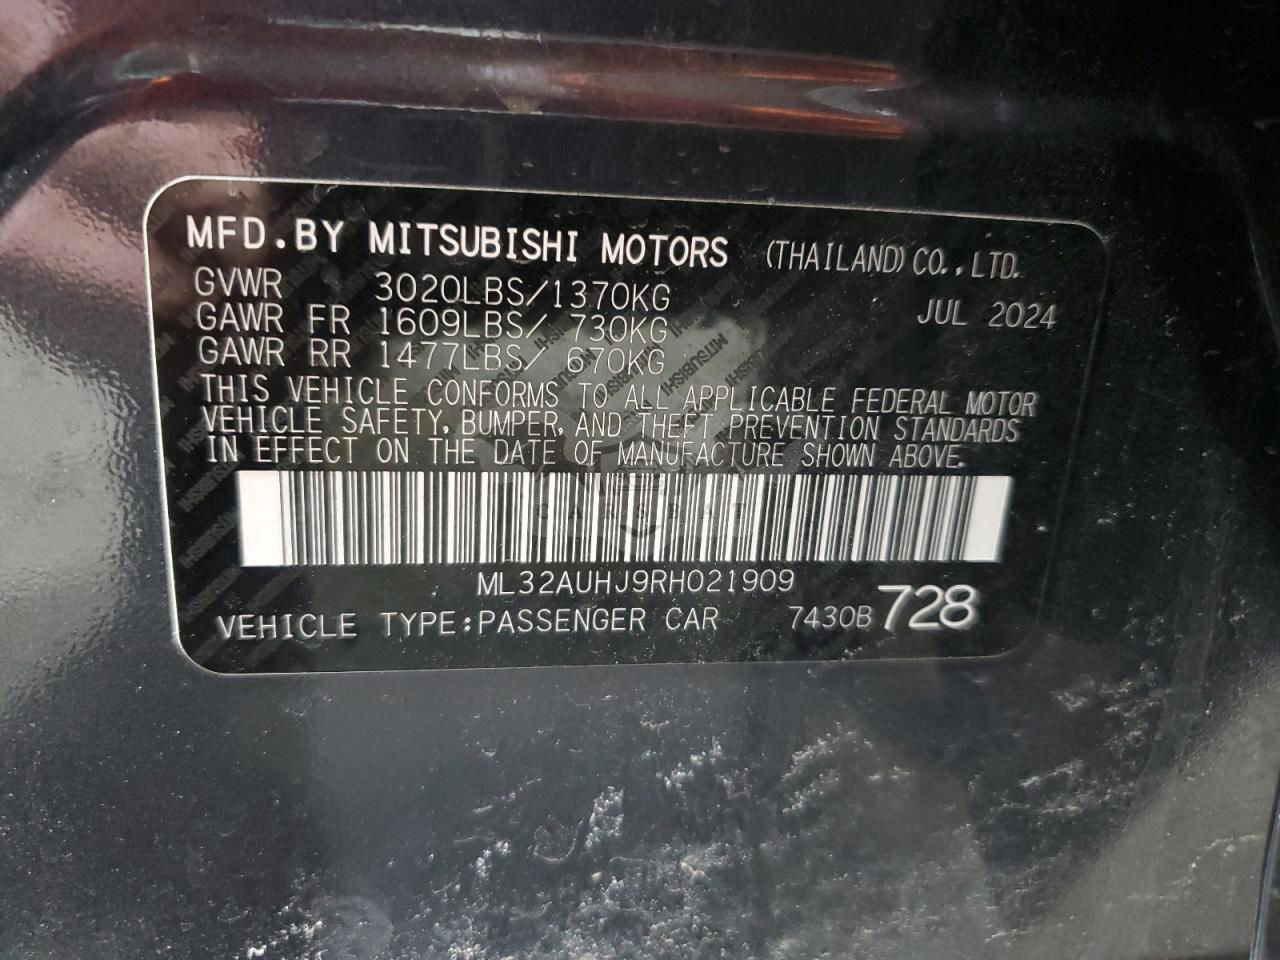 MFD.BY MITSUBISHI MOTORS (THAILAND)CO.,LTD.
GVWR 3020LBS/1370KG JUL 2024
GAWR FR 1609LBS/ 730KG
GAWR RR 1477LBS/ 670KG
THIS VEHICLE CONFORMS TO ALL APPLICABLE FEDERAL MOTOR
VEHICLE SAFETY, BUMPER, AND THEFT PREVENTION STANDARDS
IN EFFECT ON THE DATE OF MANUFACTURE SHOWN ABOVE.
ML32AUHJ9RH021909
VEHICLE TYPE:PASSENGER CAR 7430B 728